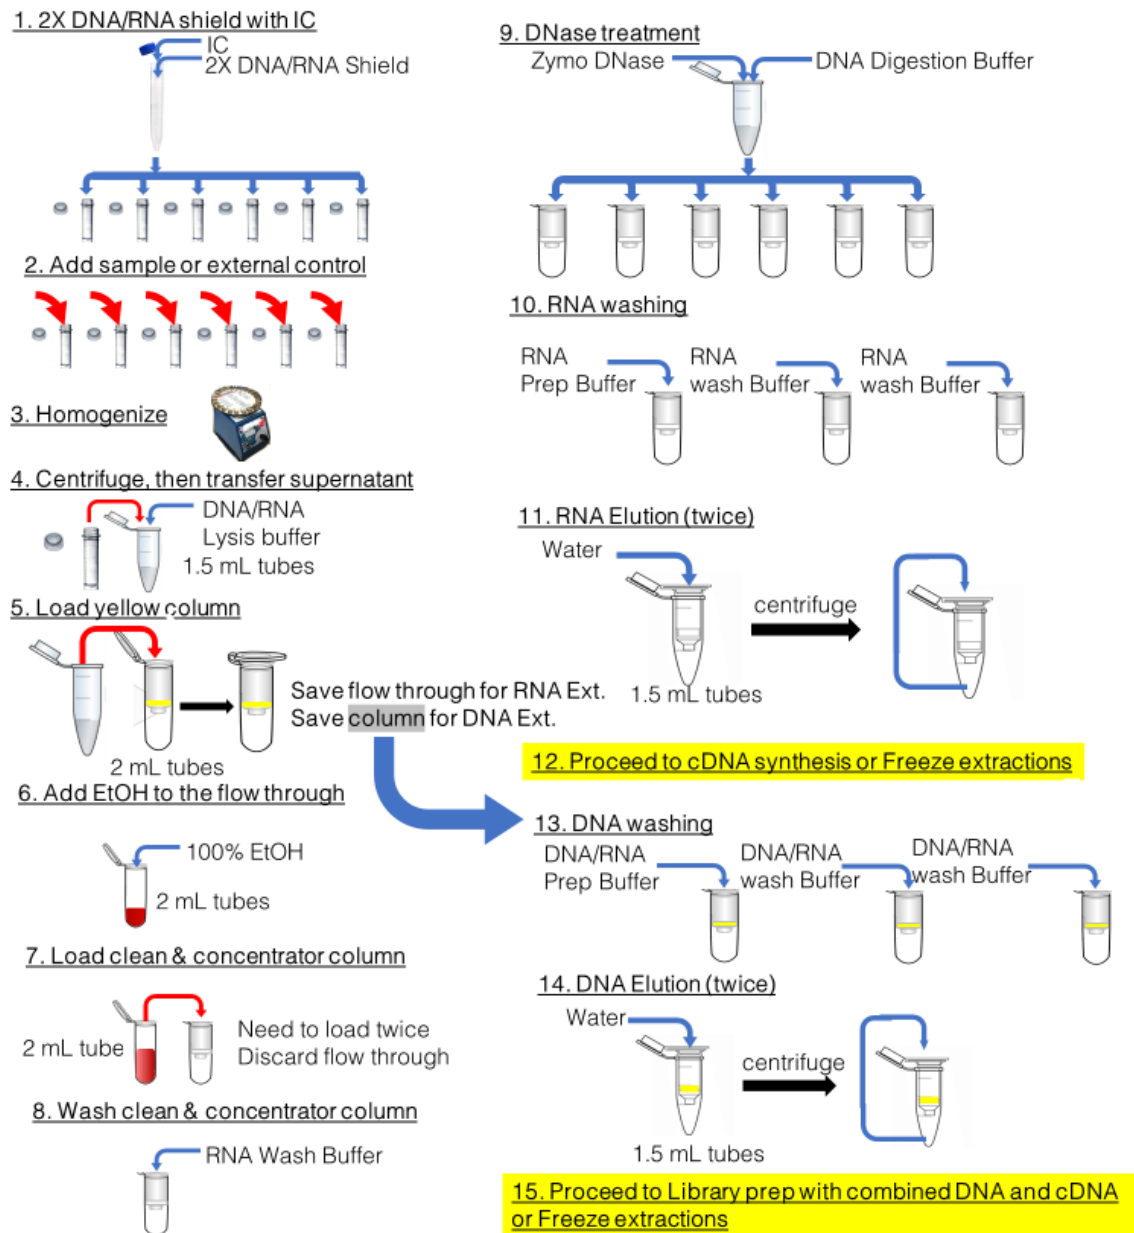 1. 2X DNA/RNA shield with IC
IC
2X DNA/RNA Shield
2. Add sample or external control
3. Homogenize
4. Centrifuge, then transfer supernatant
DNA/RNA
Lysis buffer
1.5 mL tubes
5. Load yellow column
Save flow through for RNA Ext.
Save column for DNA Ext.
2 mL tubes
6. Add EtOH to the flow through
100% EtOH
2 mL tubes
7. Load clean & concentrator column
2 mL tube
Need to load twice
Discard flow through
8. Wash clean & concentrator column
RNA Wash Buffer
9. DNase treatment
Zymo DNase
DNA Digestion Buffer
10. RNA washing
RNA
Prep Buffer
RNA
wash Buffer
RNA
wash Buffer
11. RNA Elution (twice)
Water
centrifuge
1.5 mL tubes
12. Proceed to cDNA synthesis or Freeze extractions
13. DNA washing
DNA/RNA
Prep Buffer
DNA/RNA
wash Buffer
DNA/RNA
wash Buffer
14. DNA Elution (twice)
Water
centrifuge
1.5 mL tubes
15. Proceed to Library prep with combined DNA and cDNA
or Freeze extractions